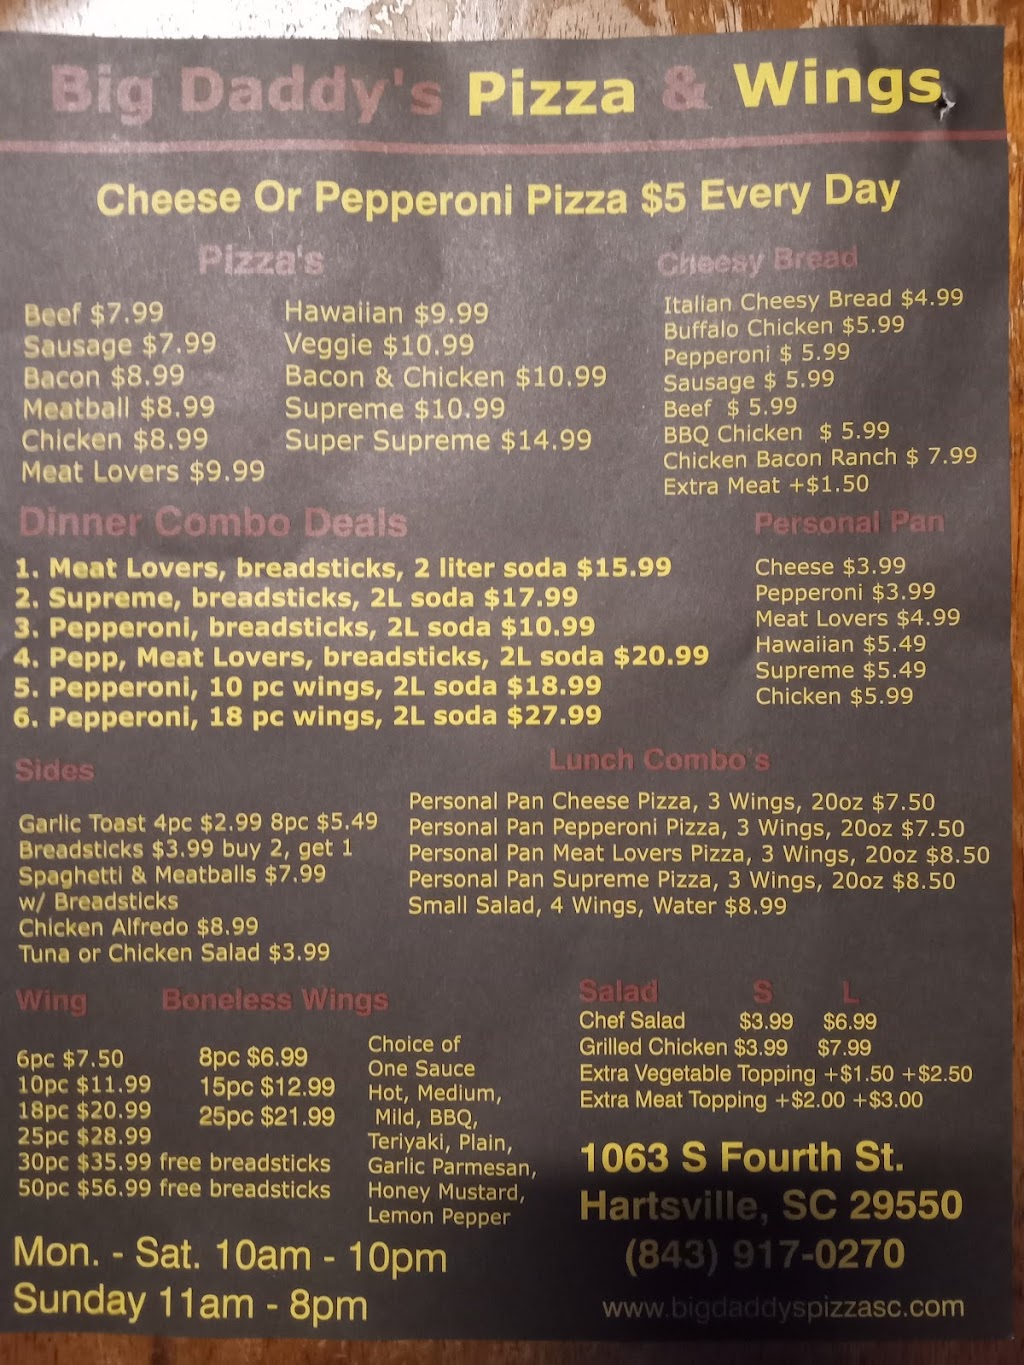 Big Daddy's Pizza & Wings
Cheese Or Pepperoni Pizza $5 Every Day
Pizza's
Beef $7.99
Sausage $7.99
Bacon $8.99
Meatball $8.99
Chicken $8.99
Meat Lovers $9.99
Hawaiian $9.99
Veggie $10.99
Bacon & Chicken $10.99
Supreme $10.99
Super Supreme $14.99
Cheesy Bread
Italian Cheesy Bread $4.99
Buffalo Chicken $5.99
Pepperoni $ 5.99
Sausage $ 5.99
Beef $ 5.99
BBQ Chicken $ 5.99
Chicken Bacon Ranch $ 7.99
Extra Meat +$1.50
Dinner Combo Deals
1. Meat Lovers, breadsticks, 2 liter soda $15.99
2. Supreme, breadsticks, 2L soda $17.99
3. Pepperoni, breadsticks, 2L soda $10.99
4. Pepp, Meat Lovers, breadsticks, 2L soda $20.99
5. Pepperoni, 10 pc wings, 2L soda $18.99
6. Pepperoni, 18 pc wings, 2L soda $27.99
Personal Pan
Cheese $3.99
Pepperoni $3.99
Meat Lovers $4.99
Hawaiian $5.49
Supreme $5.49
Chicken $5.99
Sides
Garlic Toast 4pc $2.99 8pc $5.49
Breadsticks $3.99 buy 2, get 1
Spaghetti & Meatballs $7.99
w/ Breadsticks
Chicken Alfredo $8.99
Tuna or Chicken Salad $3.99
Lunch Combo's
Personal Pan Cheese Pizza, 3 Wings, 20oz $7.50
Personal Pan Pepperoni Pizza, 3 Wings, 20oz $7.50
Personal Pan Meat Lovers Pizza, 3 Wings, 20oz $8.50
Personal Pan Supreme Pizza, 3 Wings, 20oz $8.50
Small Salad, 4 Wings, Water $8.99
Wing
6pc $7.50
10pc $11.99
18pc $20.99
25pc $28.99
30pc $35.99 free breadsticks
50pc $56.99 free breadsticks
Boneless Wings
8pc $6.99
15pc $12.99
25pc $21.99
Choice of
One Sauce
Hot, Medium,
Mild, BBQ,
Teriyaki, Plain,
Garlic Parmesan,
Honey Mustard,
Lemon Pepper
Salad S L
Chef Salad $3.99 $6.99
Grilled Chicken $3.99 $7.99
Extra Vegetable Topping +$1.50 +$2.50
Extra Meat Topping +$2.00 +$3.00
Mon. - Sat. 10am - 10pm
Sunday 11am - 8pm
1063 S Fourth St.
Hartsville, SC 29550
(843) 917-0270
www.bigdaddyspizzasc.com